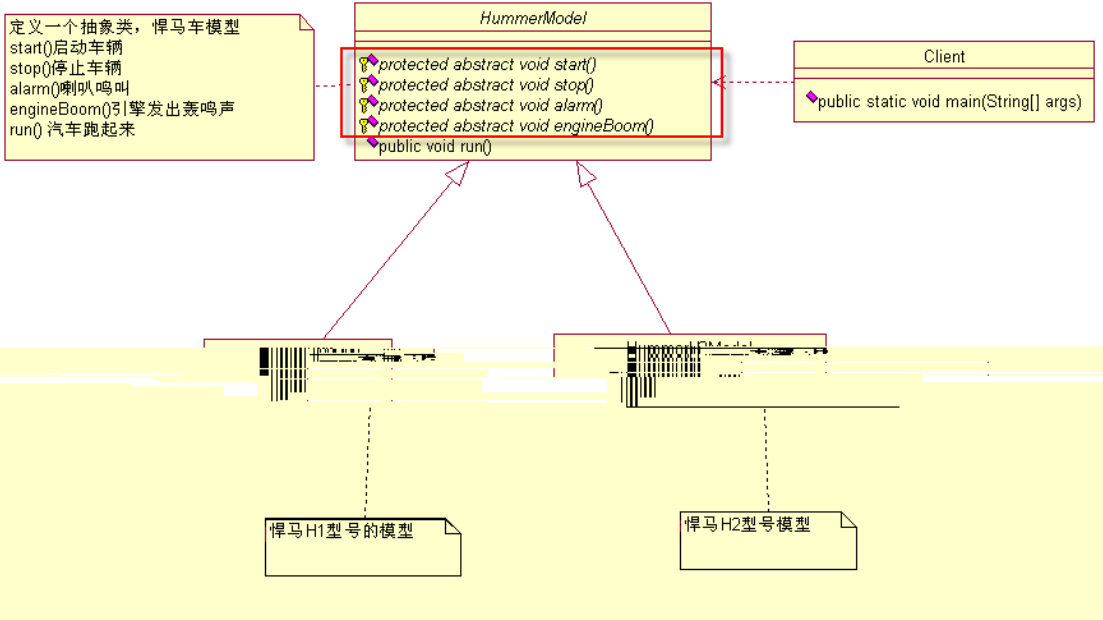 定义一个抽象类，悍马车模型
start()启动车辆
stop()停止车辆
alarm()喇叭鸣叫
engineBoom()引擎发出轰鸣声
run() 汽车跑起来
HummerModel
protected abstract void start()
protected abstract void stop()
protected abstract void alarm()
protected abstract void engineBoom()
public void run()
Client
public static void main(String[] args)
悍马H1型号的模型
悍马H2型号模型